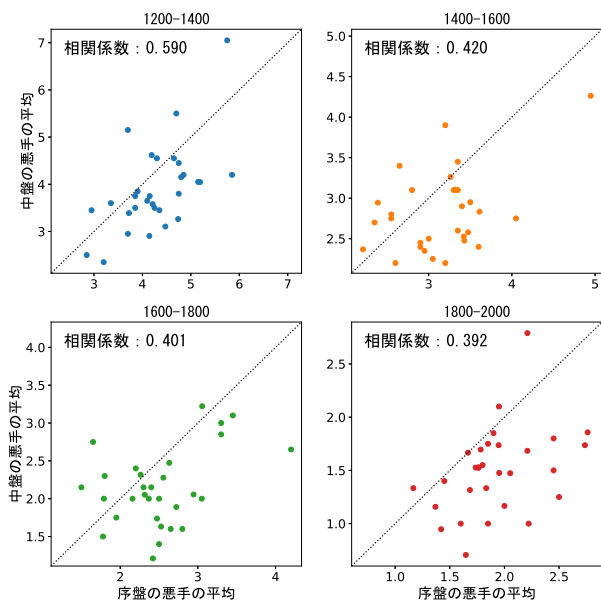 1200-1400
相関係数：0.590
中盤の悪手の平均
7
6
5
4
3
3 4 5 6 7
1400-1600
相関係数：0.420
5.0
4.5
4.0
3.5
3.0
2.5
3 4 5
1600-1800
相関係数：0.401
中盤の悪手の平均
4.0
3.5
3.0
2.5
2.0
1.5
2 3 4
序盤の悪手の平均
1800-2000
相関係数：0.392
2.5
2.0
1.5
1.0
1.0 1.5 2.0 2.5
序盤の悪手の平均